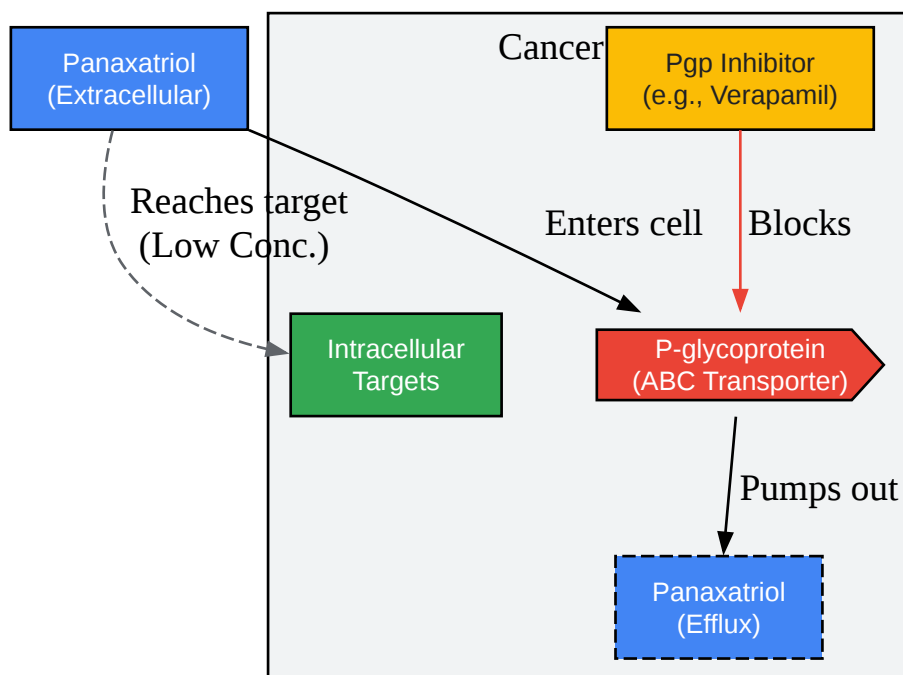 Panaxatriol
(Extracellular)
Cancer
Pgp Inhibitor
(e.g., Verapamil)
Reaches target
(Low Conc.)
Enters cell
Blocks
Intracellular
Targets
P-glycoprotein
(ABC Transporter)
Pumps out
Panaxatriol
(Efflux)